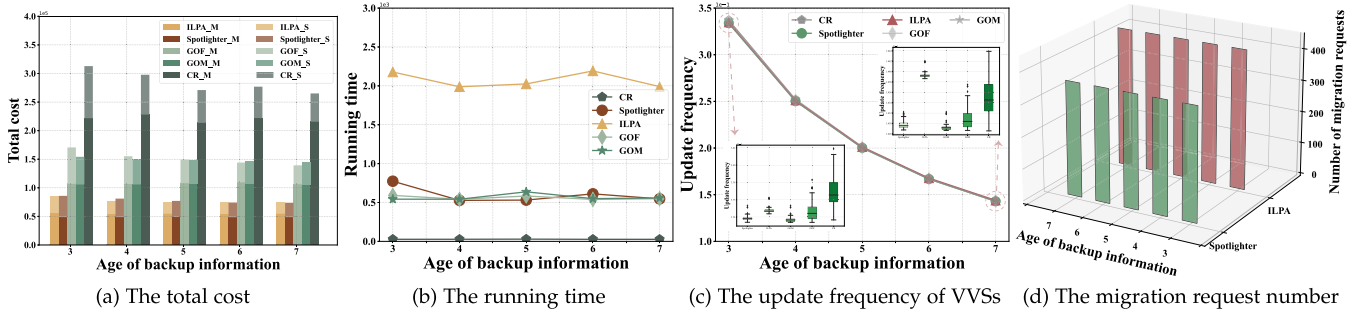 1e5
4.0
3.5
3.0
2.5
2.0
1.5
1.0
0.5
0.0
Total cost
ILPA_M
Spotlighter_M
GOF_M
GOM_M
CR_M
ILPA_S
Spotlighter_S
GOF_S
GOM_S
CR_S
3 4 5 6 7
Age of backup information
(a) The total cost
1e3
3.0
2.5
2.0
1.5
1.0
0.5
0.0
Running time
CR
Spotlighter
ILPA
GOF
GOM
3 4 5 6 7
Age of backup information
(b) The running time
1e−1
3.5
3.0
2.5
2.0
1.5
1.0
Update frequency
CR
Spotlighter
ILPA
GOF
GOM
Update frequency
Update frequency
3 4 5 6 7
Age of backup information
(c) The update frequency of VVSs
400
300
200
100
0
Number of migration requests
ILPA
Spotlighter
7 6 5 4 3
Age of backup information
(d) The migration request number